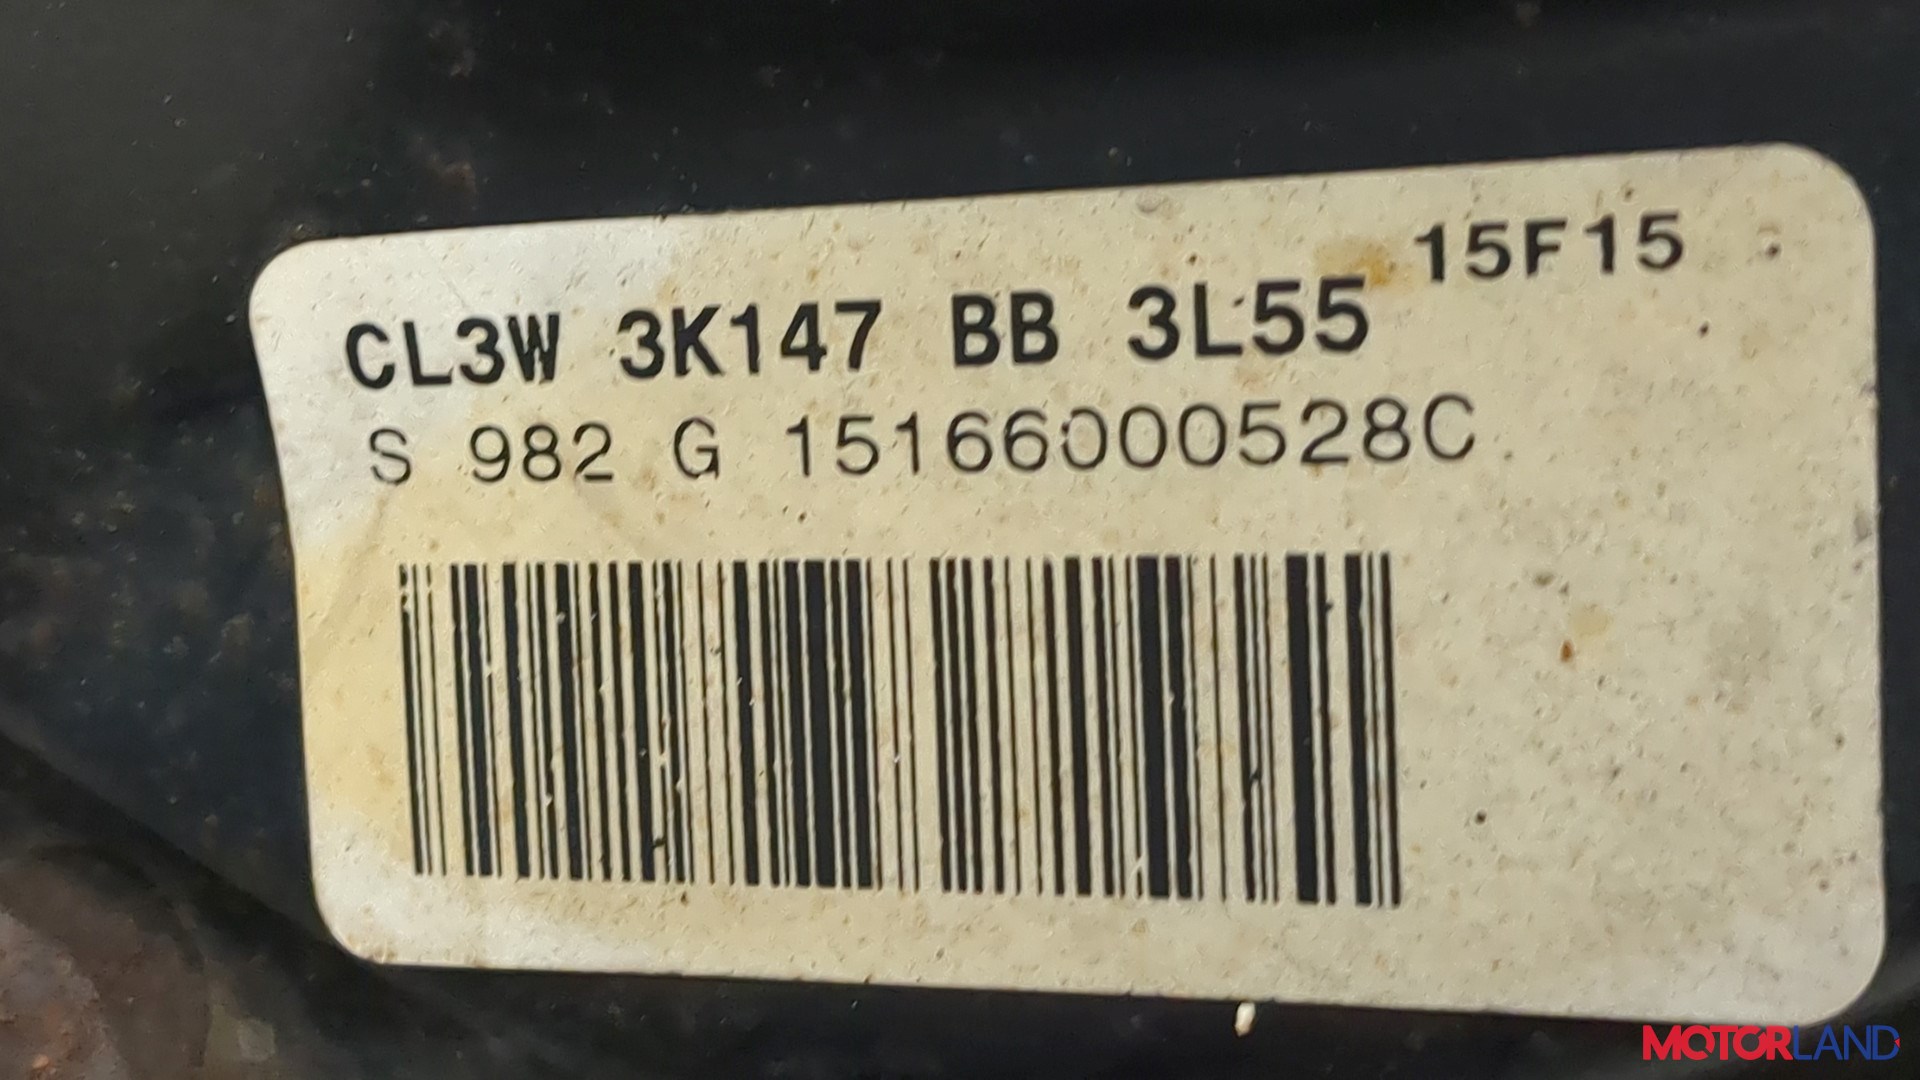 15F15
CL3W 3K147 BB 3L55
S 982 G 15166000528C
MOTORLAND